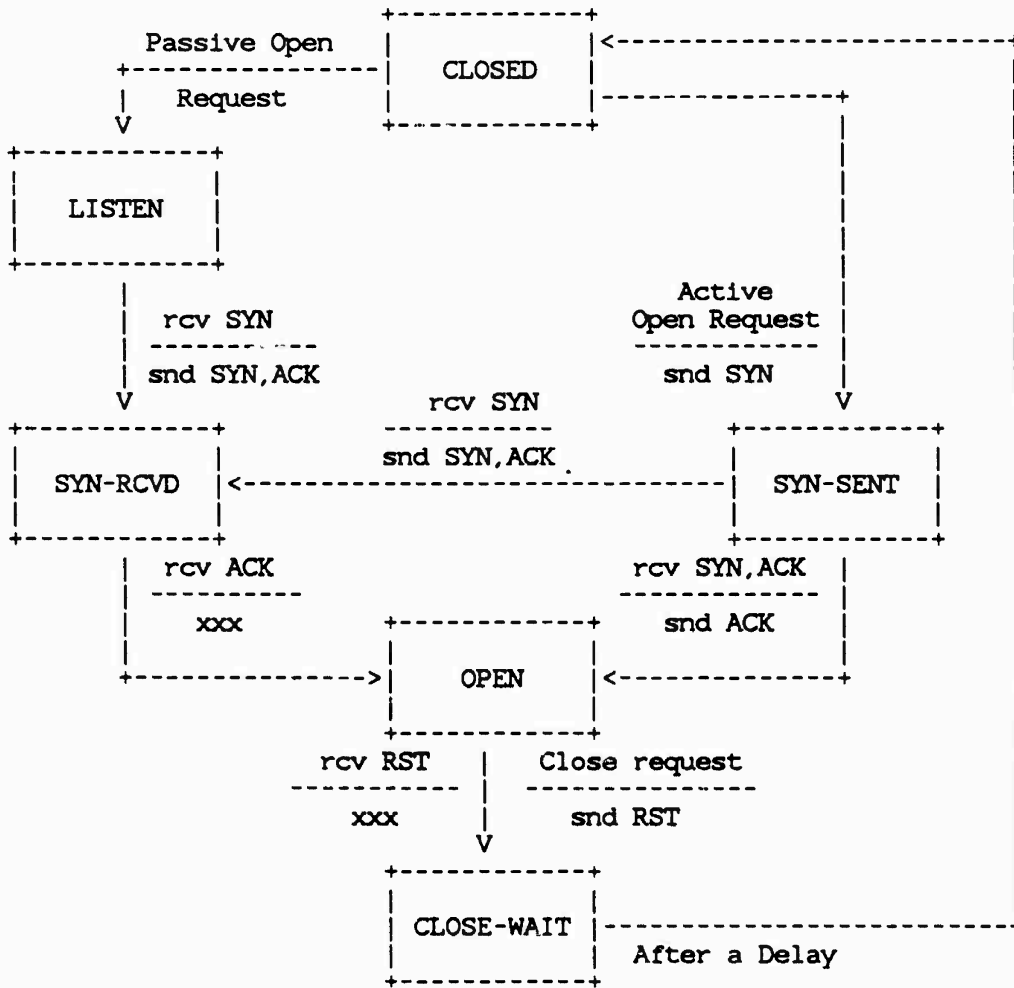 Passive Open
CLOSED
Request
LISTEN
rcv SYN
snd SYN,ACK
Active
Open Request
snd SYN
rcv SYN
snd SYN,ACK
SYN-RCVD
SYN-SENT
rcv ACK
xxx
rcv SYN,ACK
snd ACK
OPEN
rcv RST
xxx
Close request
snd RST
CLOSE-WAIT
After a Delay